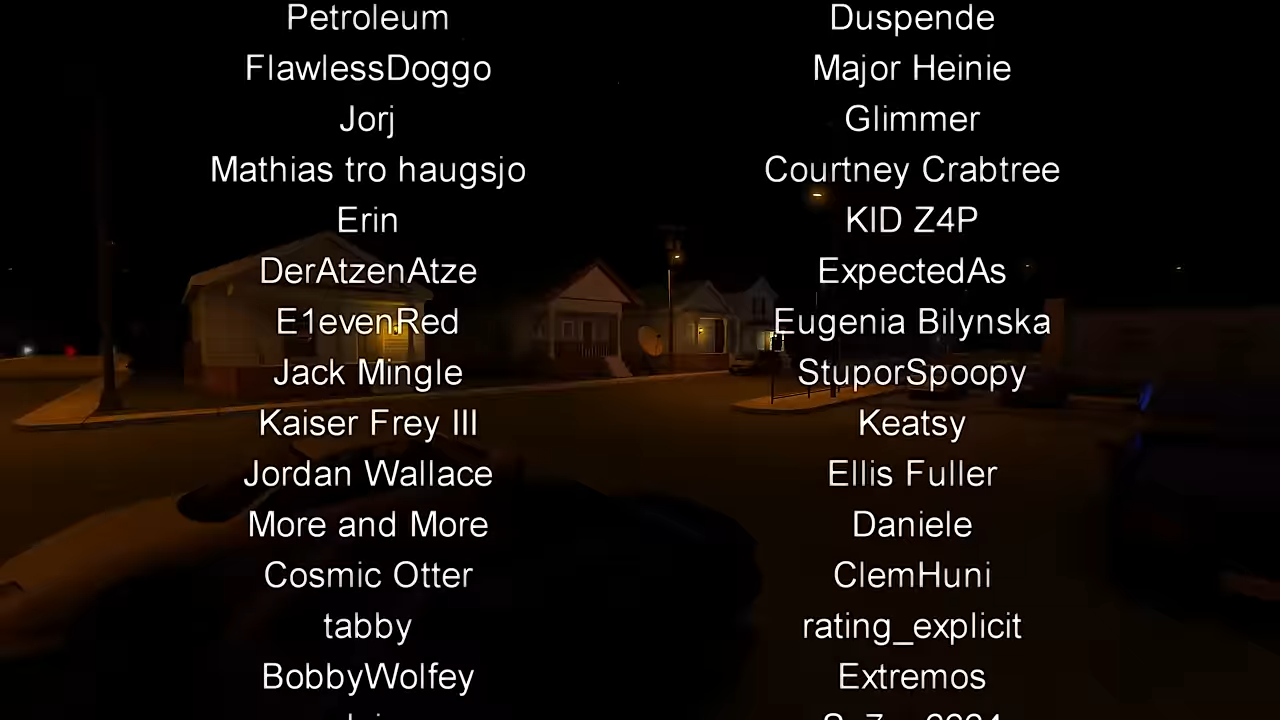 Petroleum
Duspende
FlawlessDoggo
Major Heinie
Jorj
Glimmer
Mathias tro haugsjo
Courtney Crabtree
Erin
KID Z4P
DerAtzenAtze
ExpectedAs
E1evenRed
Eugenia Bilynska
Jack Mingle
StuporSpoopy
Kaiser Frey III
Keatsy
Jordan Wallace
Ellis Fuller
More and More
Daniele
Cosmic Otter
ClemHuni
tabby
rating_explicit
BobbyWolfey
Extremos